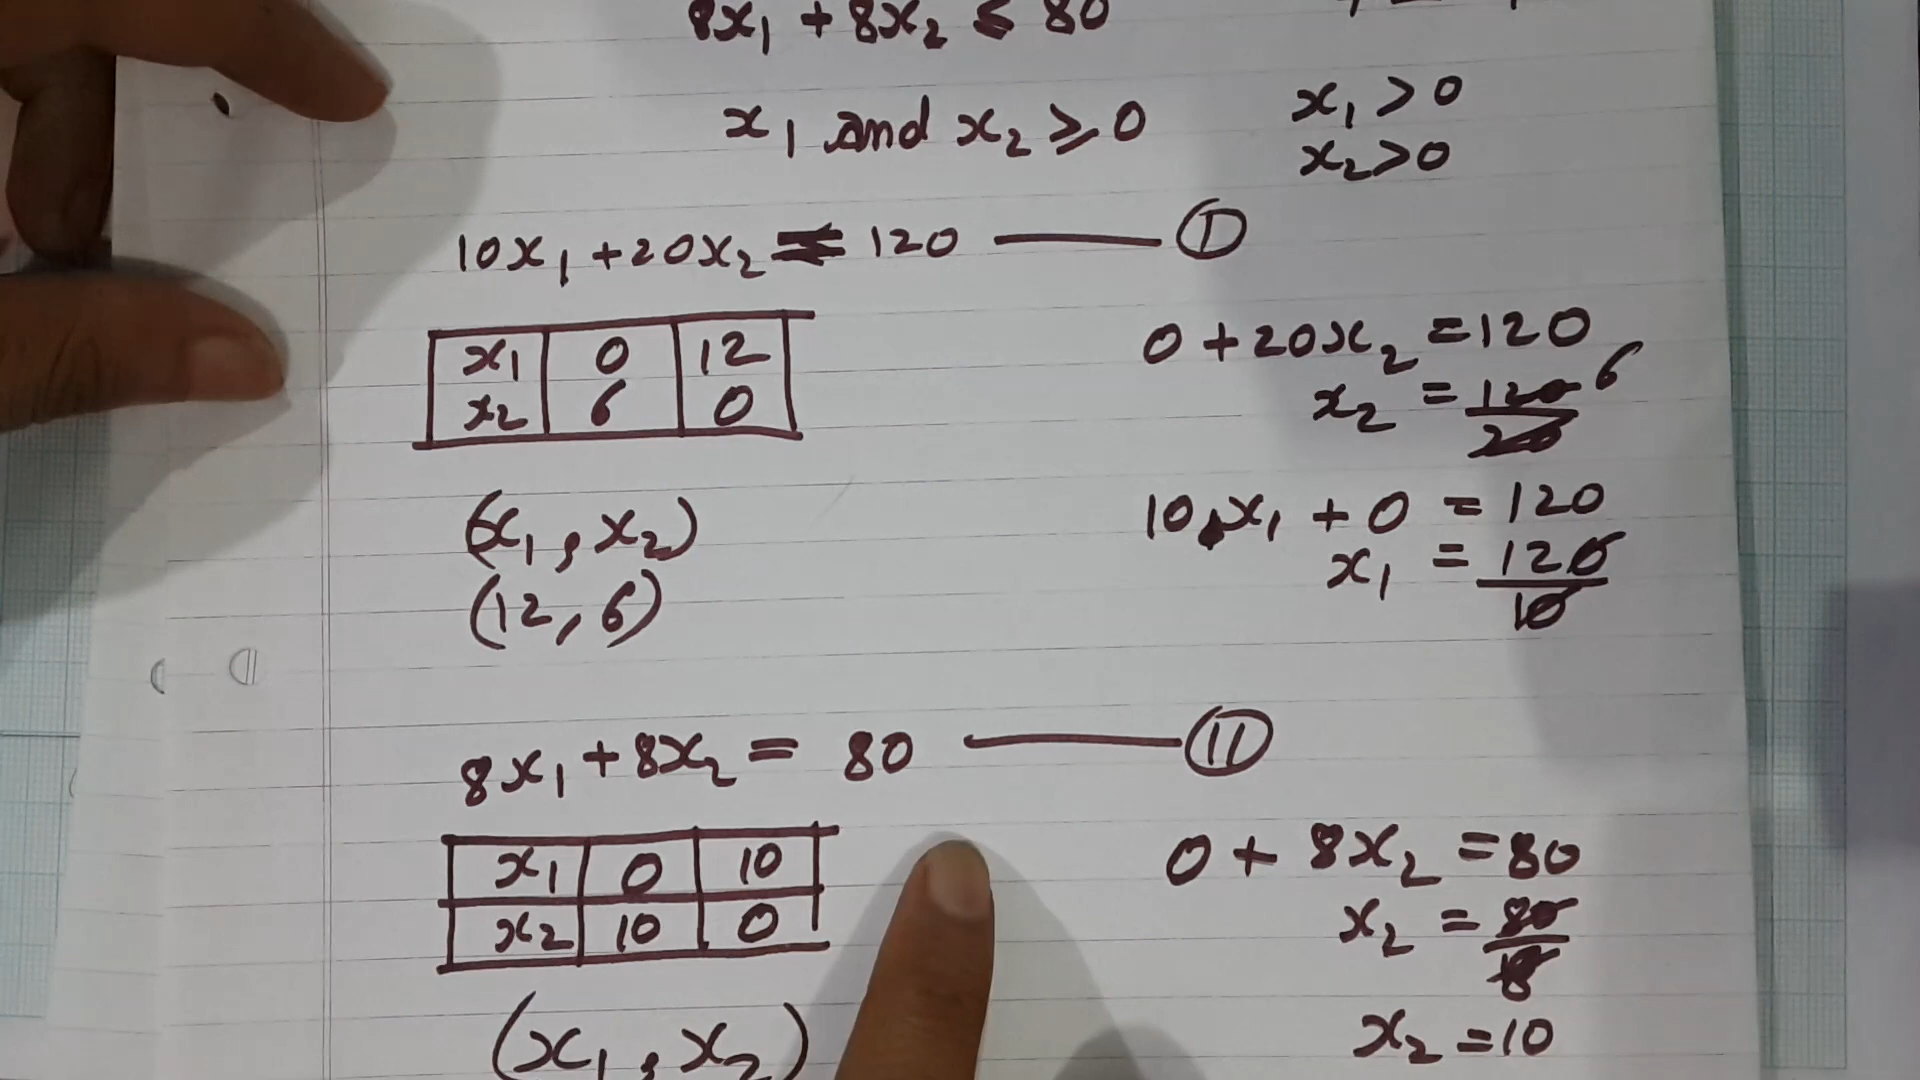 8x₁ + 8x₂ ≤ 80
x₁ and x₂ ≥ 0
x₁ > 0
x₂ > 0
10x₁ + 20x₂ = 120 —— I
x₁ 0 12
x₂ 6 0
0 + 20x₂ = 120
x₂ = 120/20 6
(x₁, x₂)
(12, 6)
10x₁ + 0 = 120
x₁ = 120/10
8x₁ + 8x₂ = 80 —— II
x₁ 0 10
x₂ 10 0
0 + 8x₂ = 80
x₂ = 80/8
x₂ = 10
(x₁, x₂)